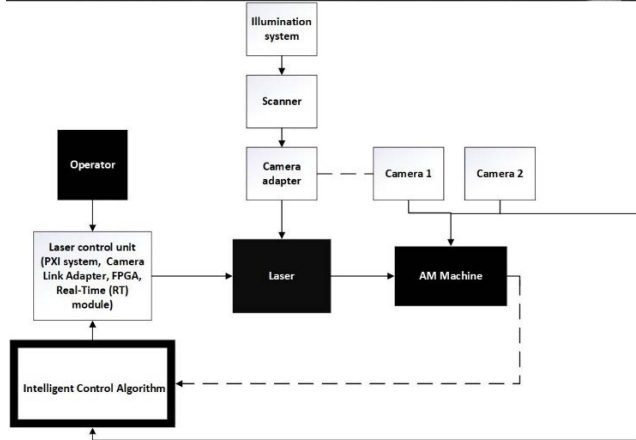 Illumination
system
Scanner
Operator
Camera
adapter
Camera 1
Camera 2
Laser control unit
(PXI system, Camera
Link Adapter, FPGA,
Real-Time (RT)
module)
Laser
AM Machine
Intelligent Control Algorithm